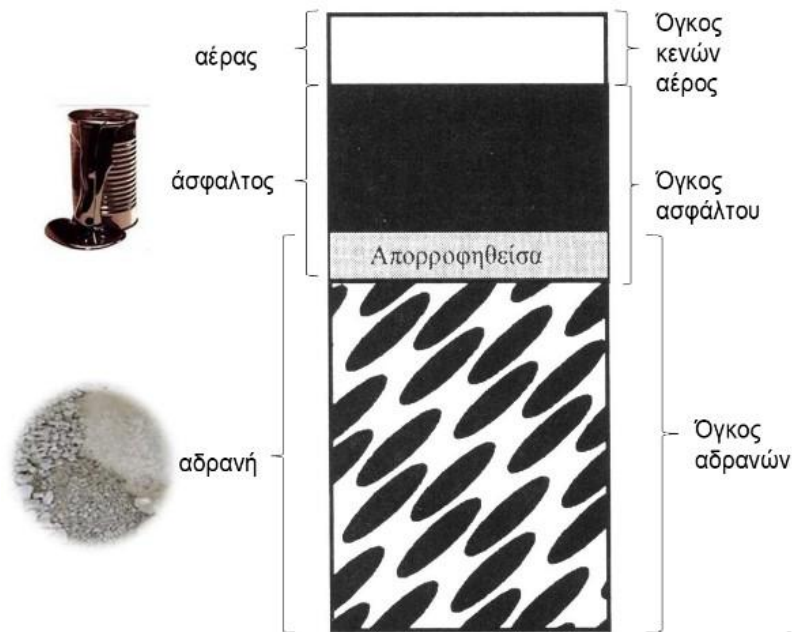 αέρας
Όγκος
κενών
αέρος
άσφαλτος
Όγκος
ασφάλτου
Απορροφηθείσα
αδρανή
Όγκος
αδρανών